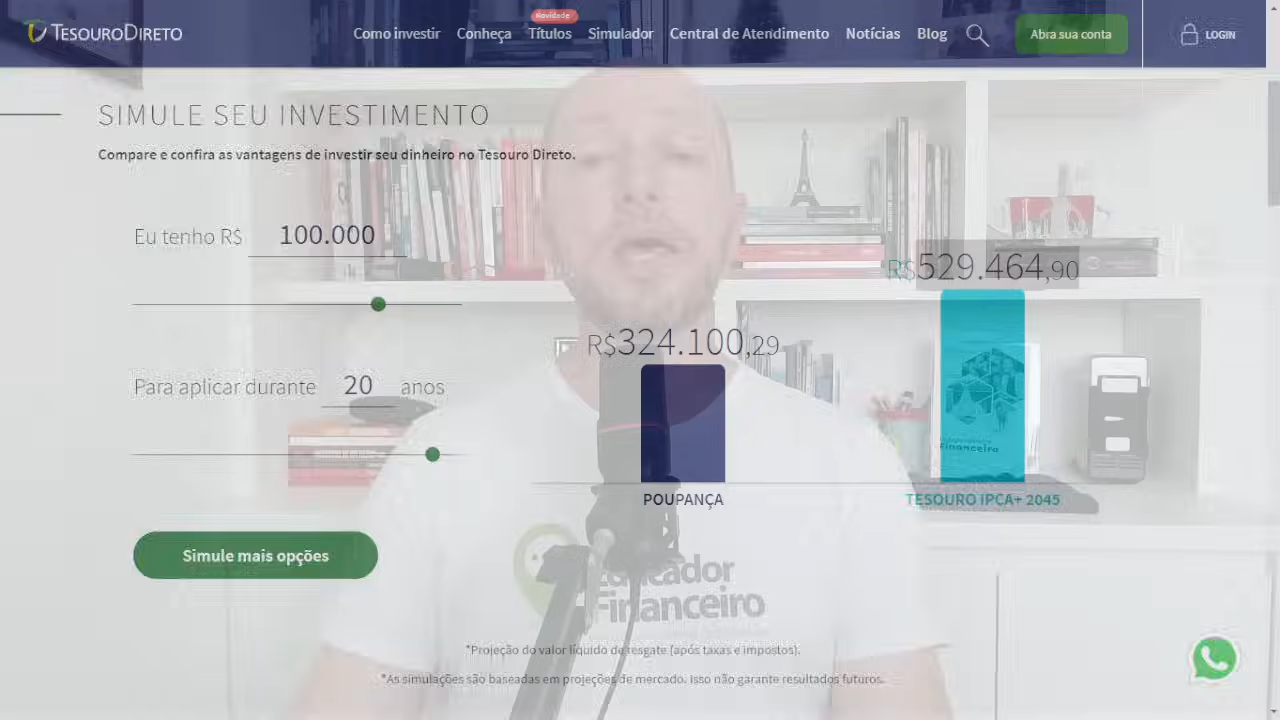 TESOURODIRETO
Como investir
Conheça
Novidade!
Títulos
Simulador
Central de Atendimento
Notícias
Blog
Abra sua conta
LOGIN
SIMULE SEU INVESTIMENTO
Compare e confira as vantagens de investir seu dinheiro no Tesouro Direto.
Eu tenho R$ 100.000
Para aplicar durante 20 anos
Simule mais opções
R$324.100,29
POUPANÇA
R$529.464,90
TESOURO IPCA+ 2045
Financeiro
Educador
Financeiro
*Projeção do valor líquido de resgate (após taxas e impostos).
*As simulações são baseadas em projeções de mercado. Isso não garante resultados futuros.